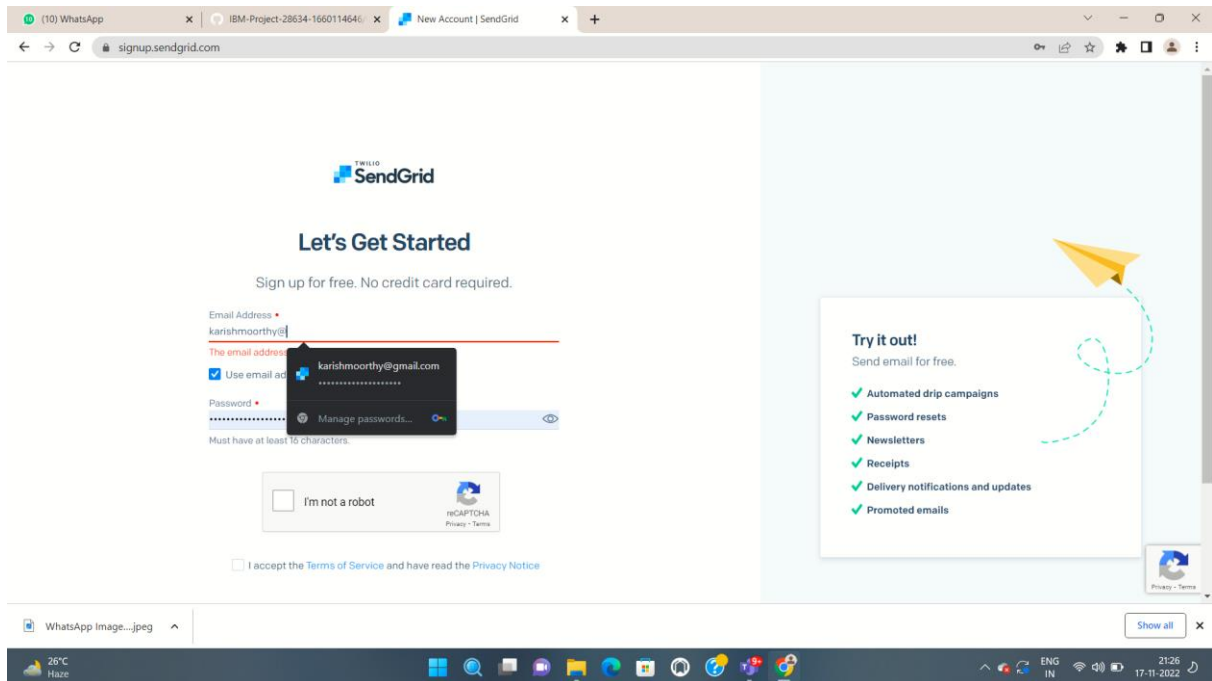 (10) WhatsApp
IBM-Project-28634-1660114646/
New Account | SendGrid
signup.sendgrid.com
TWILIO
SendGrid
Let's Get Started
Sign up for free. No credit card required.
Email Address •
karishmoorthy@
The email address
Use email ad
karishmoorthy@gmail.com
••••••••••••••••••••
Manage passwords...
Password •
Must have at least 16 characters.
I'm not a robot
reCAPTCHA
Privacy - Terms
I accept the Terms of Service and have read the Privacy Notice
Try it out!
Send email for free.
Automated drip campaigns
Password resets
Newsletters
Receipts
Delivery notifications and updates
Promoted emails
Privacy - Terms
WhatsApp Image....jpeg
Show all
26°C
Haze
ENG
IN
21:26
17-11-2022